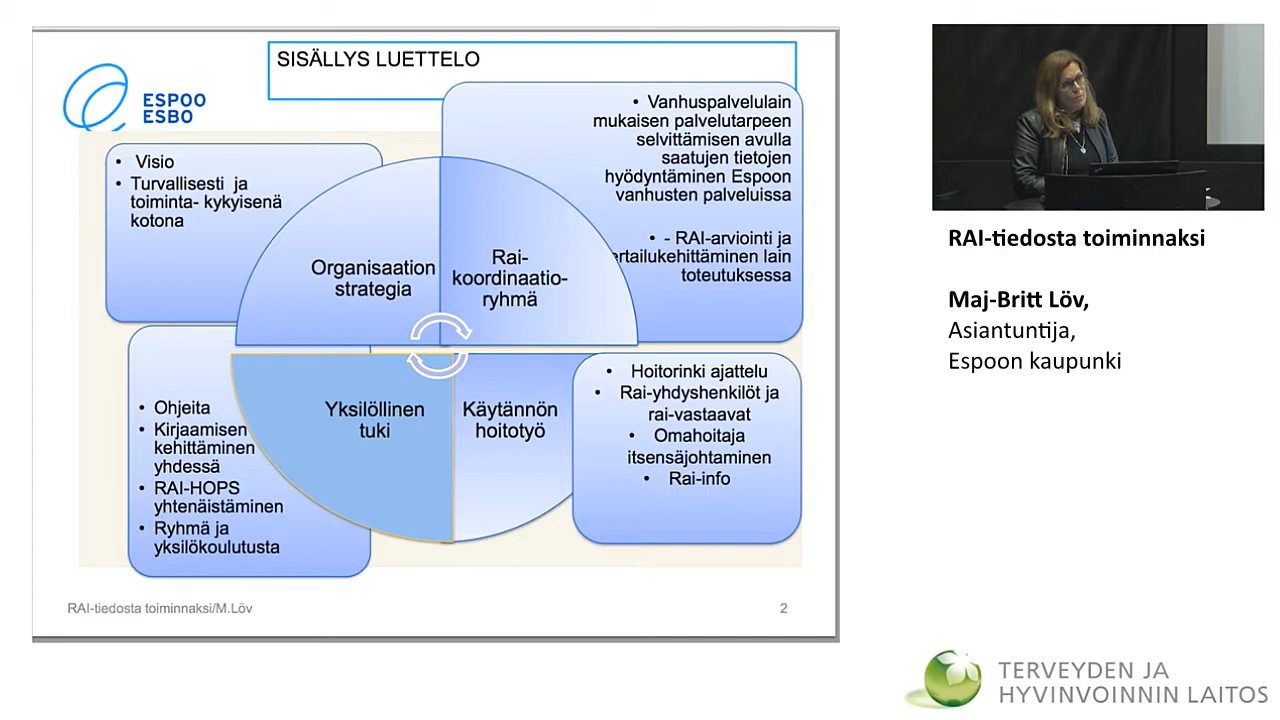 SISÄLLYS LUETTELO
ESPOO
ESBO
• Vanhuspalvelulain
mukaisen palvelutarpeen
selvittämisen avulla
saatujen tietojen
hyödyntäminen Espoon
vanhusten palveluissa
• - RAI-arviointi ja
ertailukehittäminen lain
toteutuksessa
• Visio
• Turvallisesti ja
toiminta- kykyisenä
kotona
Organisaation
strategia
Rai-
koordinaatio-
ryhmä
Yksilöllinen
tuki
Käytännön
hoitotyö
• Ohjeita
• Kirjaamisen
kehittäminen
yhdessä
• RAI-HOPS
yhtenäistäminen
• Ryhmä ja
yksilökoulutusta
• Hoitorinki ajattelu
• Rai-yhdyshenkilöt ja
rai-vastaavat
• Omahoitaja
itsensäjohtaminen
• Rai-info
RAI-tiedosta toiminnaksi/M.Löv
2
RAI-tiedosta toiminnaksi
Maj-Britt Löv,
Asiantuntija,
Espoon kaupunki
TERVEYDEN JA
HYVINVOINNIN LAITOS